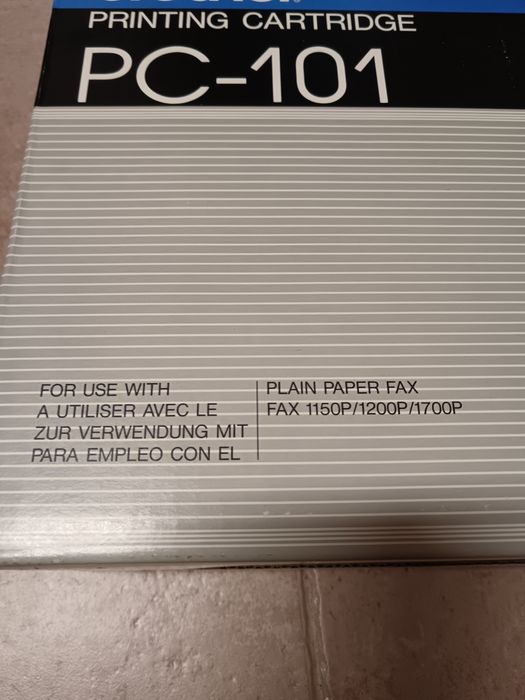 PRINTING CARTRIDGE
PC-101
FOR USE WITH
A UTILISER AVEC LE
ZUR VERWENDUNG MIT
PARA EMPLEO CON EL
PLAIN PAPER FAX
FAX 1150P/1200P/1700P